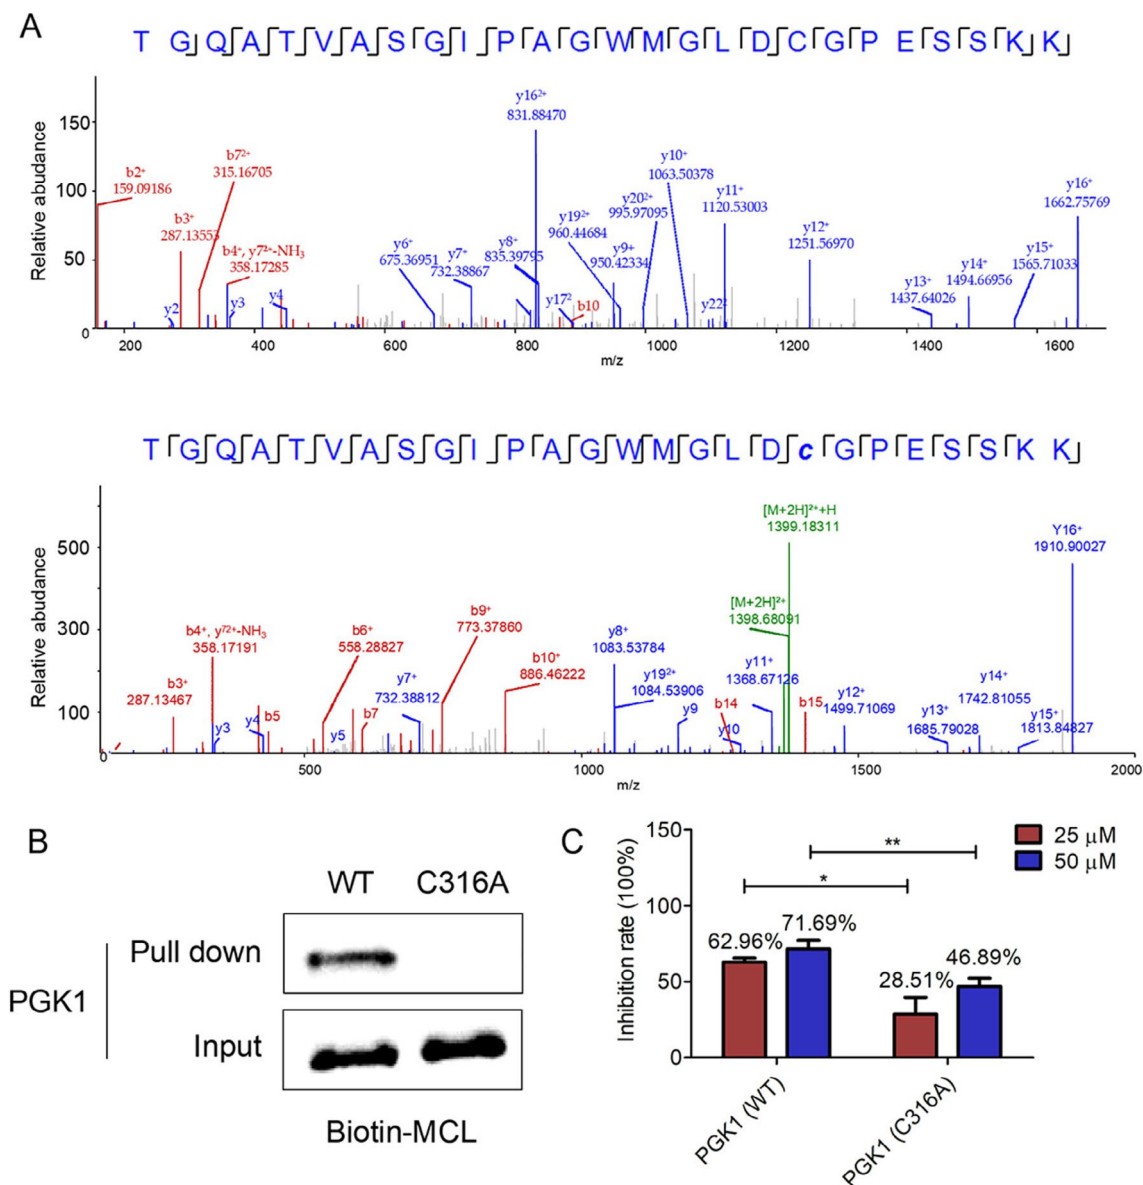 A
T G Q A T V A S G I P A G W M G L D C G P E S S K K
Relative abudance
150
100
50
0
b2⁺
159.09186
b3⁺
287.13553
b7²⁺
315.16705
b4⁺, y7²⁺-NH₃
358.17285
y2
y3
y4
y6⁺
675.36951
y7⁺
732.38867
y8⁺
835.39795
y16²⁺
831.88470
y17²
b10
y19²⁺
960.44684
y9⁺
950.42334
y20²⁺
995.97095
y10⁺
1063.50378
y22²
y11⁺
1120.53003
y12⁺
1251.56970
y13⁺
1437.64026
y14⁺
1494.66956
y15⁺
1565.71033
y16⁺
1662.75769
200 400 600 800 1000 1200 1400 1600
m/z
T G Q A T V A S G I P A G W M G L D c G P E S S K K
Relative abudance
500
300
100
b3⁺
287.13467
b4⁺, y⁷²⁺-NH₃
358.17191
y3
y4
b5
b6⁺
558.28827
y5
b7
y7⁺
732.38812
b9⁺
773.37860
b10⁺
886.46222
y8⁺
1083.53784
y19²⁺
1084.53906
y9
y10
b14
y11⁺
1368.67126
[M+2H]²⁺
1398.68091
[M+2H]²⁺+H
1399.18311
b15
y12⁺
1499.71069
y13⁺
1685.79028
y14⁺
1742.81055
y15⁺
1813.84827
Y16⁺
1910.90027
0 500 1000 1500 2000
m/z
B
WT C316A
PGK1
Pull down
Input
Biotin-MCL
C
Inhibition rate (100%)
150
100
50
0
25 μM
50 μM
**
*
62.96%
71.69%
28.51%
46.89%
PGK1 (WT)
PGK1 (C316A)